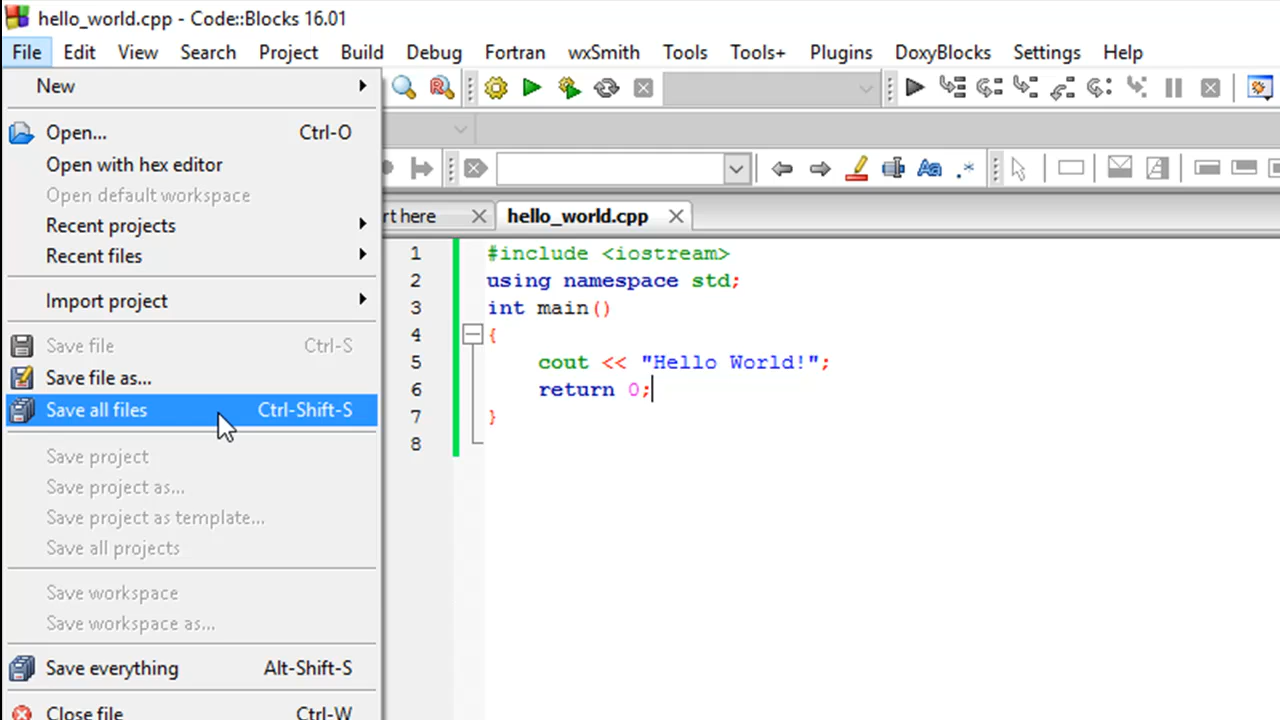 hello_world.cpp - Code::Blocks 16.01
File Edit View Search Project Build Debug Fortran wxSmith Tools Tools+ Plugins DoxyBlocks Settings Help
New
Open... Ctrl-O
Open with hex editor
Open default workspace
Recent projects
Recent files
Import project
Save file Ctrl-S
Save file as...
Save all files Ctrl-Shift-S
Save project
Save project as...
Save project as template...
Save all projects
Save workspace
Save workspace as...
Save everything Alt-Shift-S
Close file Ctrl-W
Aa .*
rt here hello_world.cpp
1 #include <iostream>
2 using namespace std;
3 int main()
4 {
5 cout << "Hello World!";
6 return 0;
7 }
8